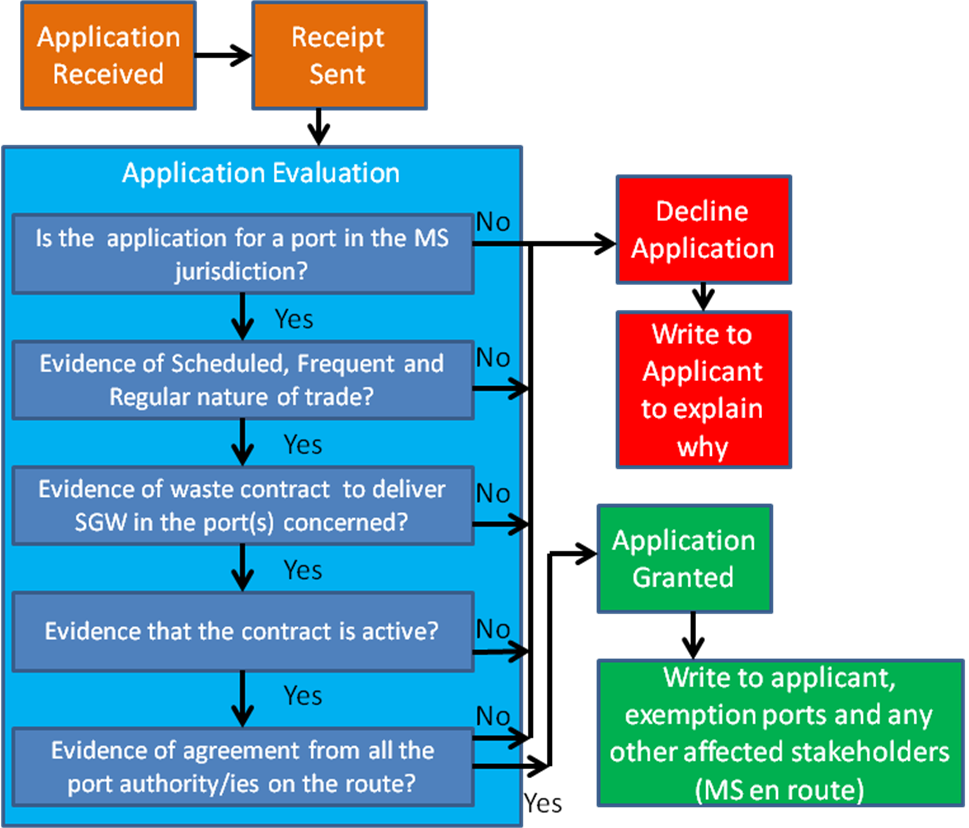 Application
Received
Receipt
Sent
Application Evaluation
Is the application for a port in the MS
jurisdiction?
No
Yes
Evidence of Scheduled, Frequent and
Regular nature of trade?
No
Yes
Evidence of waste contract to deliver
SGW in the port(s) concerned?
No
Yes
Evidence that the contract is active?
No
Yes
Evidence of agreement from all the
port authority/ies on the route?
No
Yes
Decline
Application
Write to
Applicant
to explain
why
Application
Granted
Write to applicant,
exemption ports and any
other affected stakeholders
(MS en route)